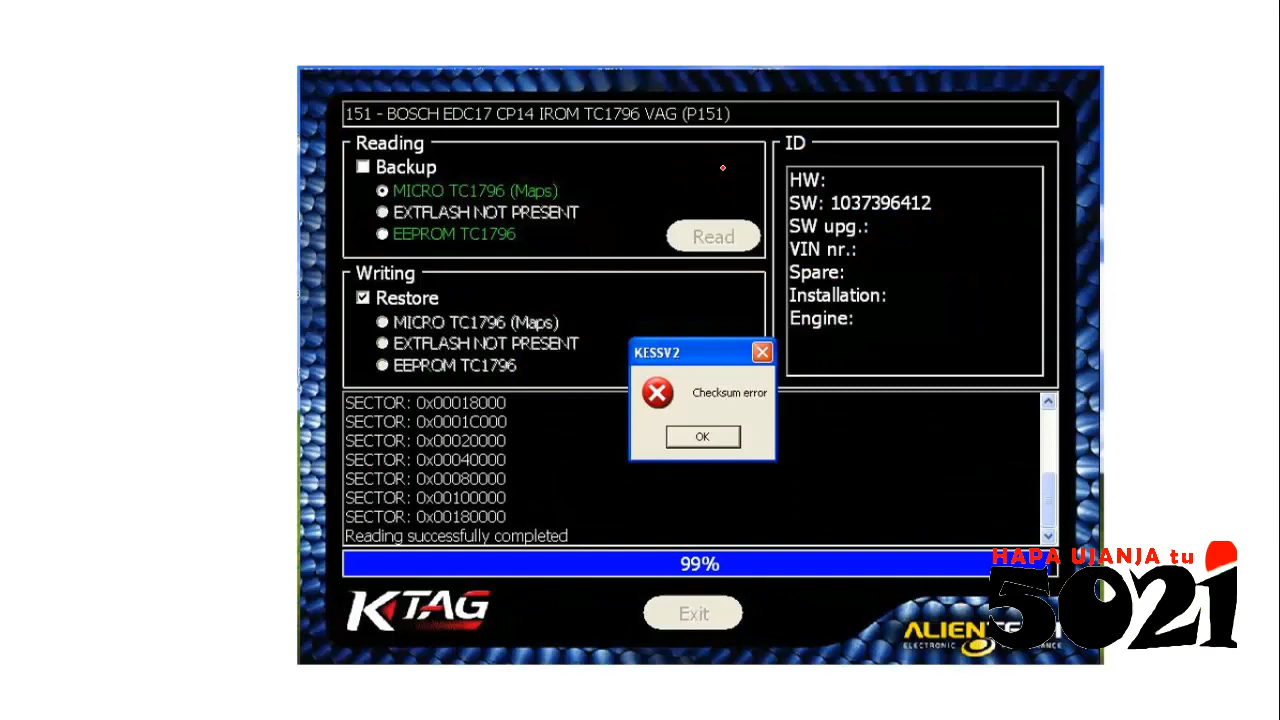 151 - BOSCH EDC17 CP14 IROM TC1796 VAG (P151)
Reading
Backup
MICRO TC1796 (Maps)
EXTFLASH NOT PRESENT
EEPROM TC1796
Read
ID
HW:
SW: 1037396412
SW upg.:
VIN nr.:
Spare:
Installation:
Engine:
Writing
Restore
MICRO TC1796 (Maps)
EXTFLASH NOT PRESENT
EEPROM TC1796
KESSV2
Checksum error
OK
SECTOR: 0x00018000
SECTOR: 0x0001C000
SECTOR: 0x00020000
SECTOR: 0x00040000
SECTOR: 0x00080000
SECTOR: 0x00100000
SECTOR: 0x00180000
Reading successfully completed
99%
KTAG
Exit
ALIENTE
ELECTRONIC
HAPA UJANJA tu
5021